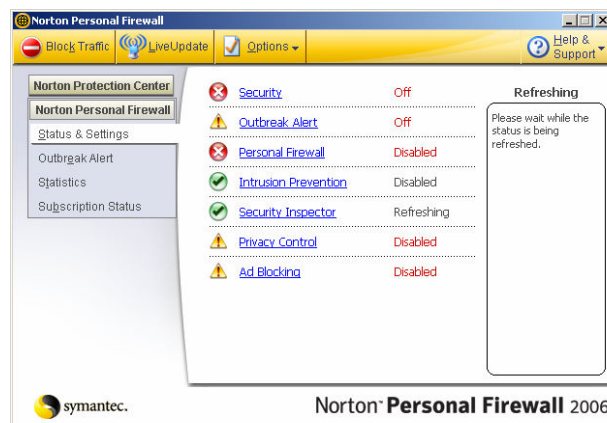 Norton Personal Firewall
Block Traffic
LiveUpdate
Options
Help &
Support
Norton Protection Center
Norton Personal Firewall
Status & Settings
Outbreak Alert
Statistics
Subscription Status
Security Off
Outbreak Alert Off
Personal Firewall Disabled
Intrusion Prevention Disabled
Security Inspector Refreshing
Privacy Control Disabled
Ad Blocking Disabled
Refreshing
Please wait while the
status is being
refreshed.
symantec.
Norton™ Personal Firewall 2006